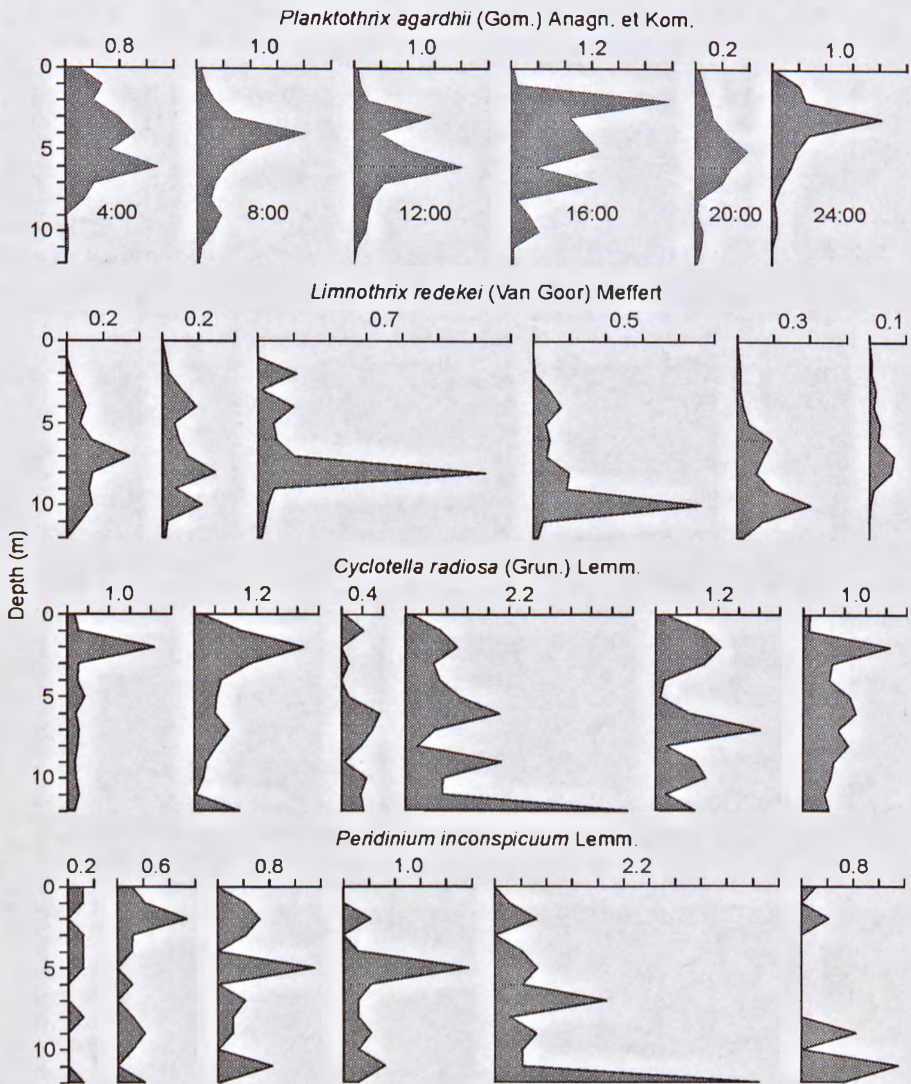 Planktothrix agardhii (Gom.) Anagn. et Kom.
0.8 1.0 1.0 1.2 0.2 1.0
0
5
10
4:00 8:00 12:00 16:00 20:00 24:00
Limnothrix redekei (Van Goor) Meffert
0.2 0.2 0.7 0.5 0.3 0.1
0
5
10
Depth (m)
Cyclotella radiosa (Grun.) Lemm.
1.0 1.2 0.4 2.2 1.2 1.0
0
5
10
Peridinium inconspicuum Lemm.
0.2 0.6 0.8 1.0 2.2 0.8
0
5
10